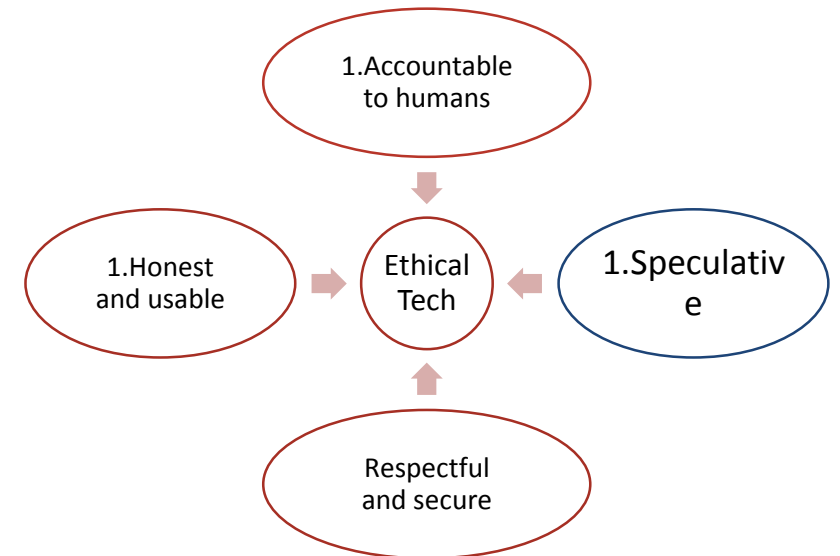 1.Accountable
to humans
1.Honest
and usable
Ethical
Tech
1.Speculativ
e
Respectful
and secure